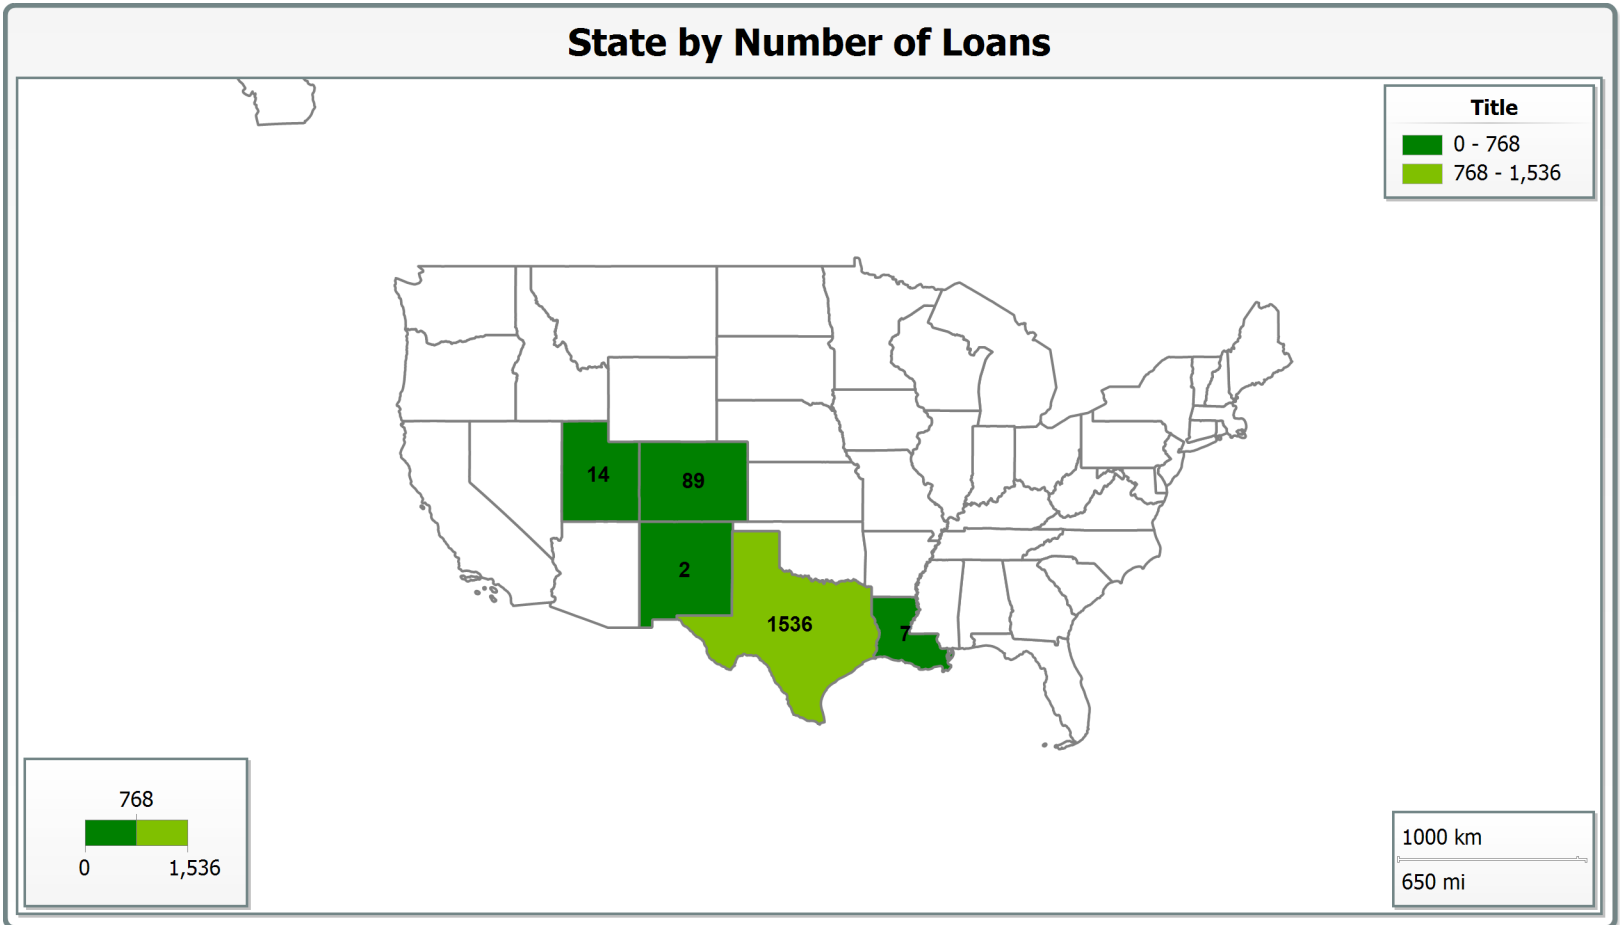 State by Number of Loans
Title
0 - 768
768 - 1,536
14
89
2
1536
7
768
0
1,536
1000 km
650 mi